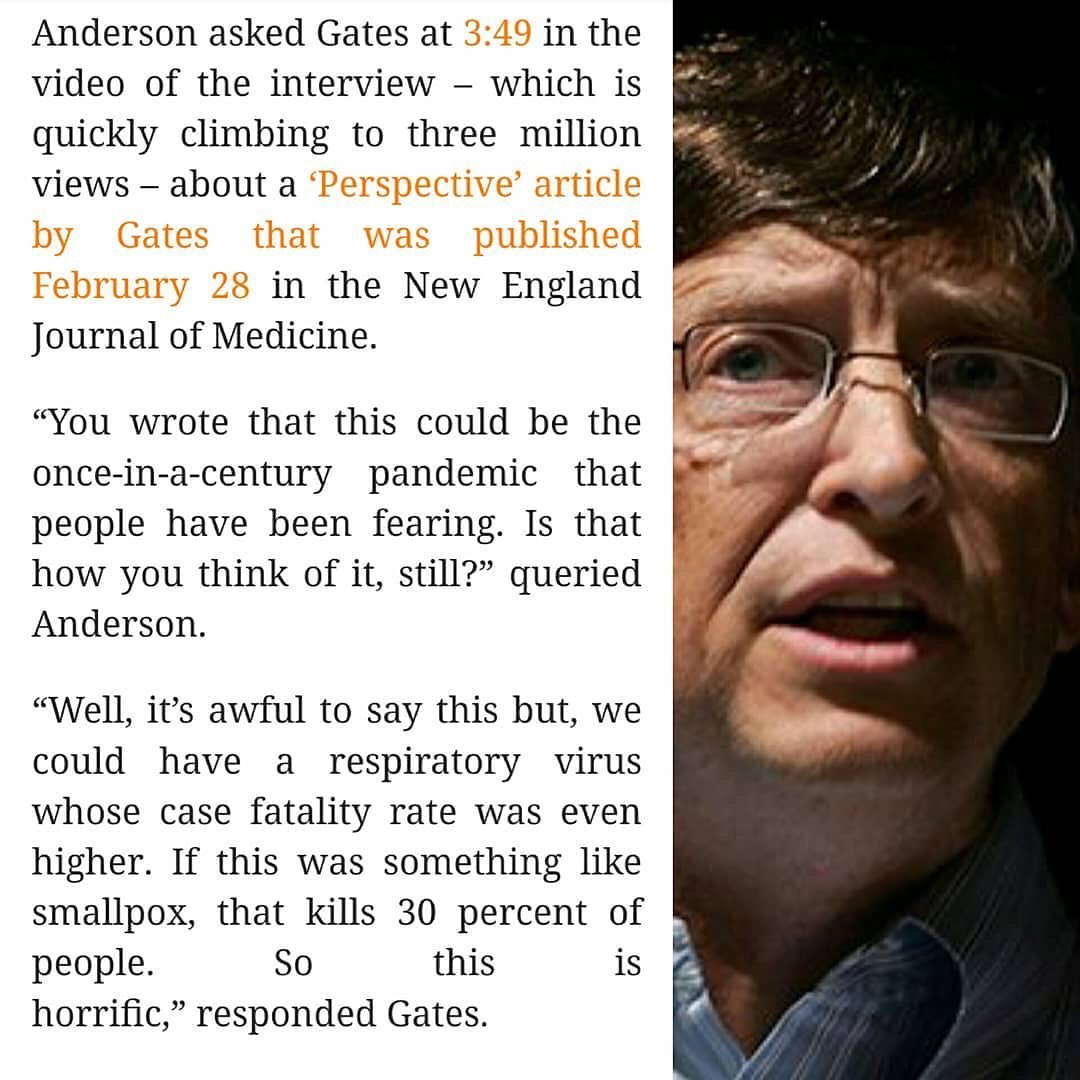 Anderson asked Gates at 3:49 in the
video of the interview – which is
quickly climbing to three million
views – about a ‘Perspective’ article
by Gates that was published
February 28 in the New England
Journal of Medicine.
“You wrote that this could be the
once-in-a-century pandemic that
people have been fearing. Is that
how you think of it, still?” queried
Anderson.
“Well, it’s awful to say this but, we
could have a respiratory virus
whose case fatality rate was even
higher. If this was something like
smallpox, that kills 30 percent of
people. So this is
horrific,” responded Gates.